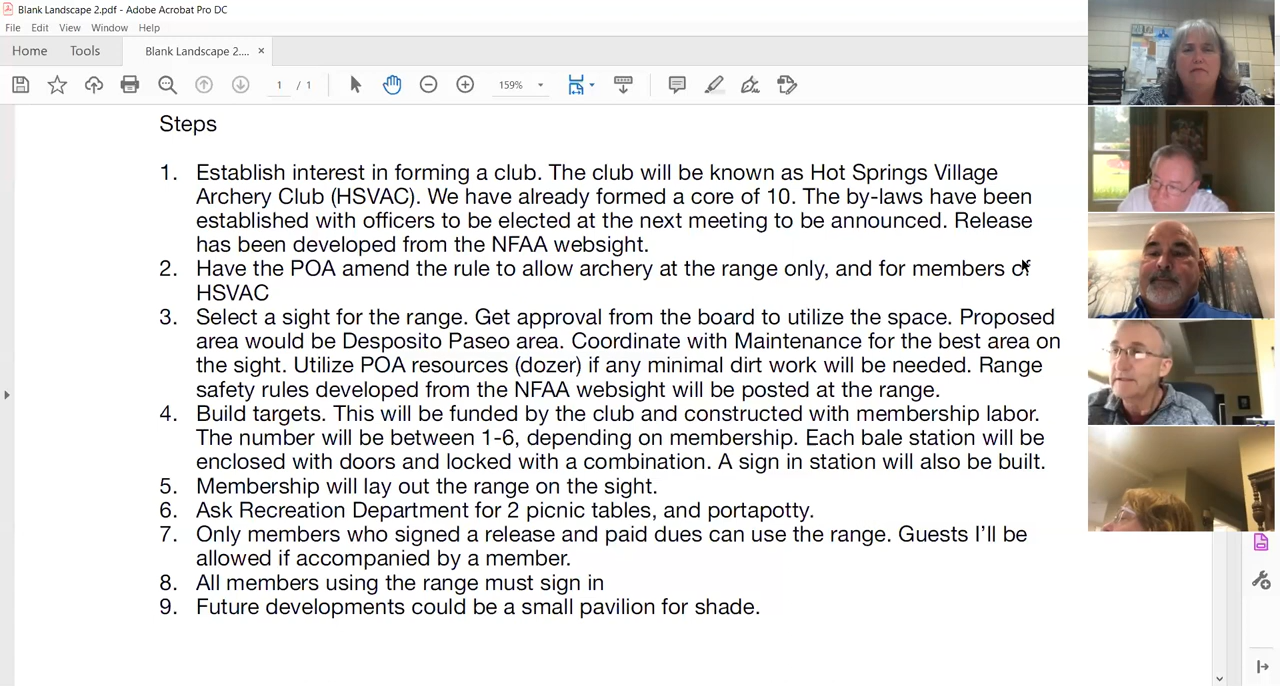 Blank Landscape 2.pdf - Adobe Acrobat Pro DC
File Edit View Window Help
Home Tools Blank Landscape 2.... ×
1 / 1 159%
Steps
1. Establish interest in forming a club. The club will be known as Hot Springs Village
Archery Club (HSVAC). We have already formed a core of 10. The by-laws have been
established with officers to be elected at the next meeting to be announced. Release
has been developed from the NFAA websight.
2. Have the POA amend the rule to allow archery at the range only, and for members of
HSVAC
3. Select a sight for the range. Get approval from the board to utilize the space. Proposed
area would be Desposito Paseo area. Coordinate with Maintenance for the best area on
the sight. Utilize POA resources (dozer) if any minimal dirt work will be needed. Range
safety rules developed from the NFAA websight will be posted at the range.
4. Build targets. This will be funded by the club and constructed with membership labor.
The number will be between 1-6, depending on membership. Each bale station will be
enclosed with doors and locked with a combination. A sign in station will also be built.
5. Membership will lay out the range on the sight.
6. Ask Recreation Department for 2 picnic tables, and portapotty.
7. Only members who signed a release and paid dues can use the range. Guests I’ll be
allowed if accompanied by a member.
8. All members using the range must sign in
9. Future developments could be a small pavilion for shade.